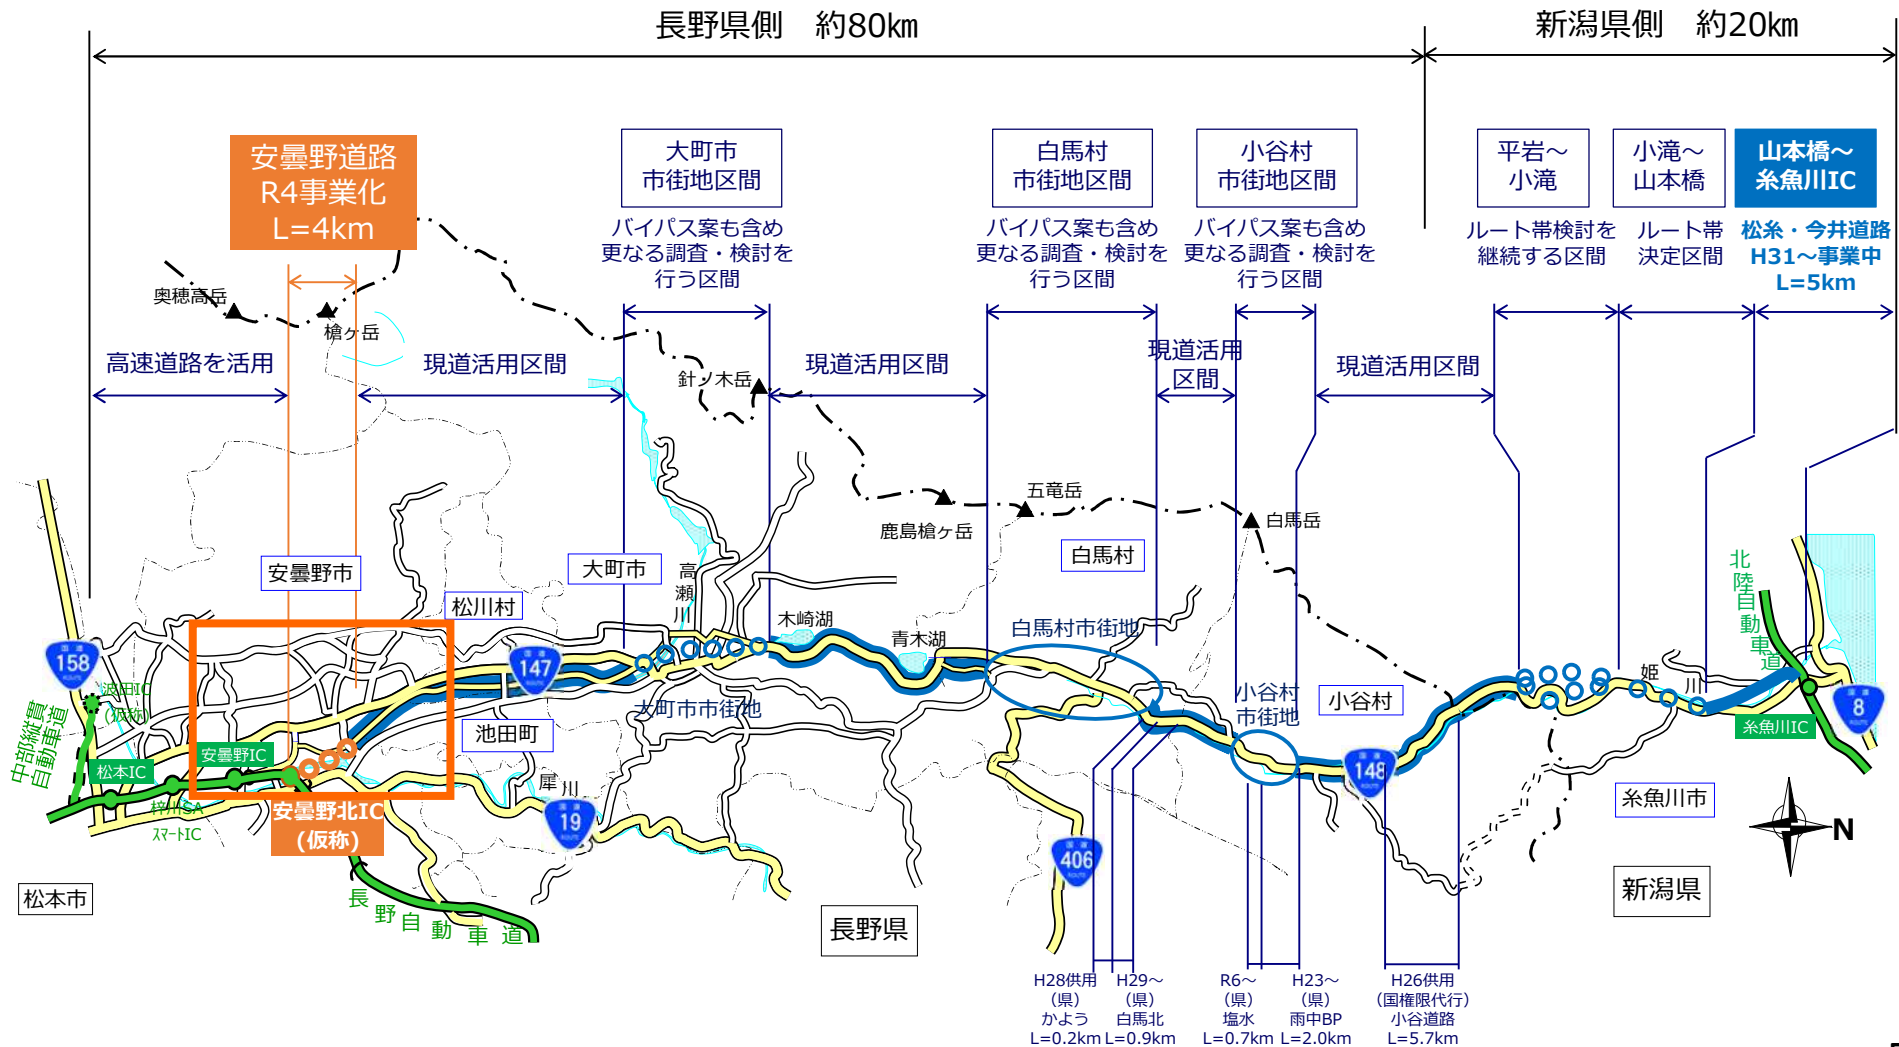 長野県側　約80㎞
新潟県側　約20㎞
安曇野道路
R4事業化
L=4km
大町市
市街地区間
バイパス案も含め
更なる調査・検討を
行う区間
白馬村
市街地区間
バイパス案も含め
更なる調査・検討を
行う区間
小谷村
市街地区間
バイパス案も含め
更なる調査・検討を
行う区間
平岩～
小滝
ルート帯検討を
継続する区間
小滝～
山本橋
ルート帯
決定区間
山本橋～
糸魚川IC
松糸・今井道路
H31～事業中
L=5km
奥穂高岳
槍ヶ岳
針ノ木岳
鹿島槍ヶ岳
五竜岳
白馬岳
高速道路を活用
現道活用区間
現道活用区間
現道活用
区間
現道活用区間
安曇野市
松川村
大町市
高瀬川
木崎湖
青木湖
白馬村
白馬村市街地
小谷村
市街地
小谷村
姫川
北陸自動車道
国道
158
ROUTE
国道
147
ROUTE
国道
8
ROUTE
波田IC
(仮称)
中部縦貫
自動車道
松本IC
安曇野IC
梓川SA
スマートIC
安曇野北IC
(仮称)
池田町
大町市市街地
犀川
国道
19
ROUTE
国道
148
ROUTE
国道
406
ROUTE
糸魚川IC
糸魚川市
N
松本市
長野自動車道
長野県
新潟県
H28供用
（県）
かよう
L=0.2km
H29～
（県）
白馬北
L=0.9km
R6～
（県）
塩水
L=0.7km
H23～
（県）
雨中BP
L=2.0km
H26供用
（国権限代行）
小谷道路
L=5.7km